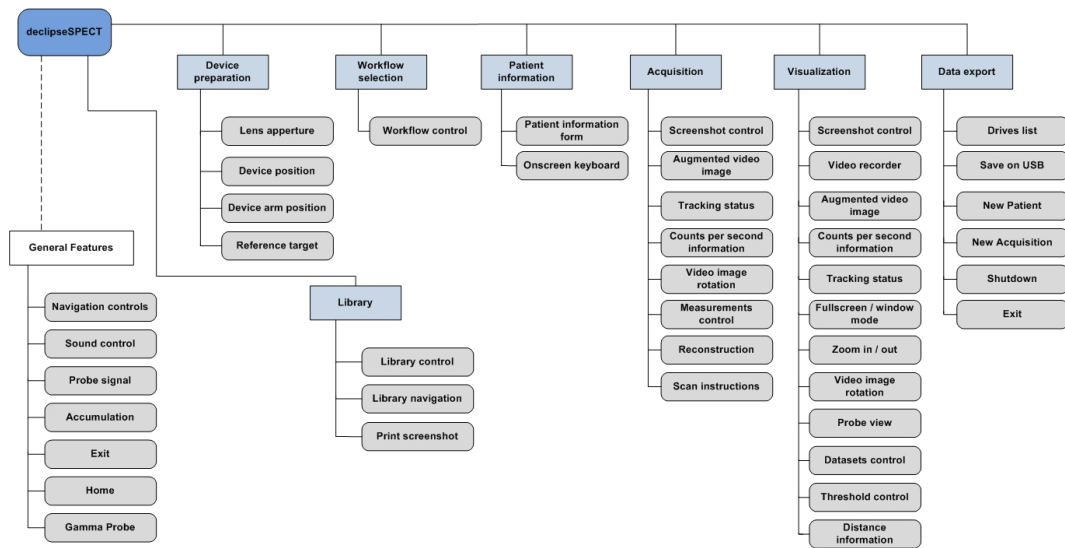 declipseSPECT
Device
preparation
Workflow
selection
Patient
information
Acquisition
Visualization
Data export
Lens apperture
Device position
Device arm position
Reference target
Workflow control
Patient information
form
Onscreen keyboard
Screenshot control
Augmented video
image
Tracking status
Counts per second
information
Video image
rotation
Measurements
control
Reconstruction
Scan instructions
Screenshot control
Video recorder
Augmented video
image
Counts per second
information
Tracking status
Fullscreen / window
mode
Zoom in / out
Video image
rotation
Probe view
Datasets control
Threshold control
Distance
information
Drives list
Save on USB
New Patient
New Acquisition
Shutdown
Exit
General Features
Navigation controls
Sound control
Probe signal
Accumulation
Exit
Home
Gamma Probe
Library
Library control
Library navigation
Print screenshot